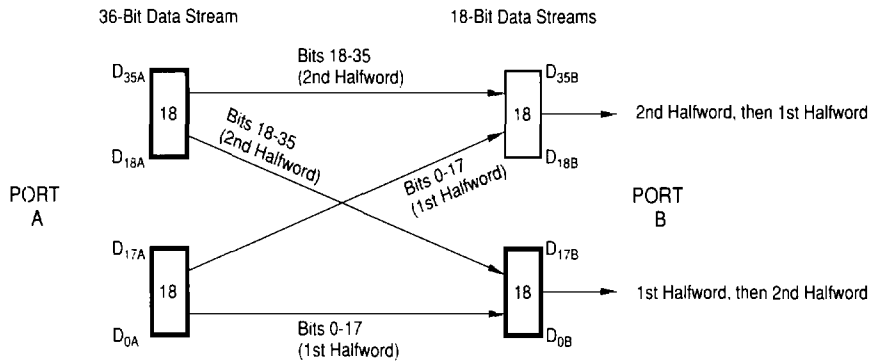 36-Bit Data Stream
18-Bit Data Streams
Bits 18-35
(2nd Halfword)
D35A
D35B
18
18
2nd Halfword, then 1st Halfword
Bits 18-35
(2nd Halfword)
D18A
D18B
Bits 0-17
(1st Halfword)
PORT
A
PORT
B
D17A
D17B
18
18
1st Halfword, then 2nd Halfword
D0A
D0B
Bits 0-17
(1st Halfword)